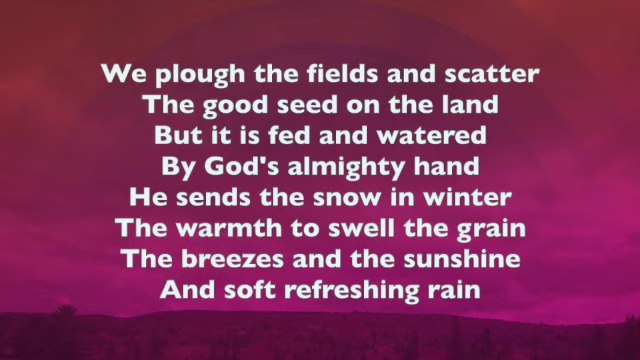 We plough the fields and scatter
The good seed on the land
But it is fed and watered
By God's almighty hand
He sends the snow in winter
The warmth to swell the grain
The breezes and the sunshine
And soft refreshing rain